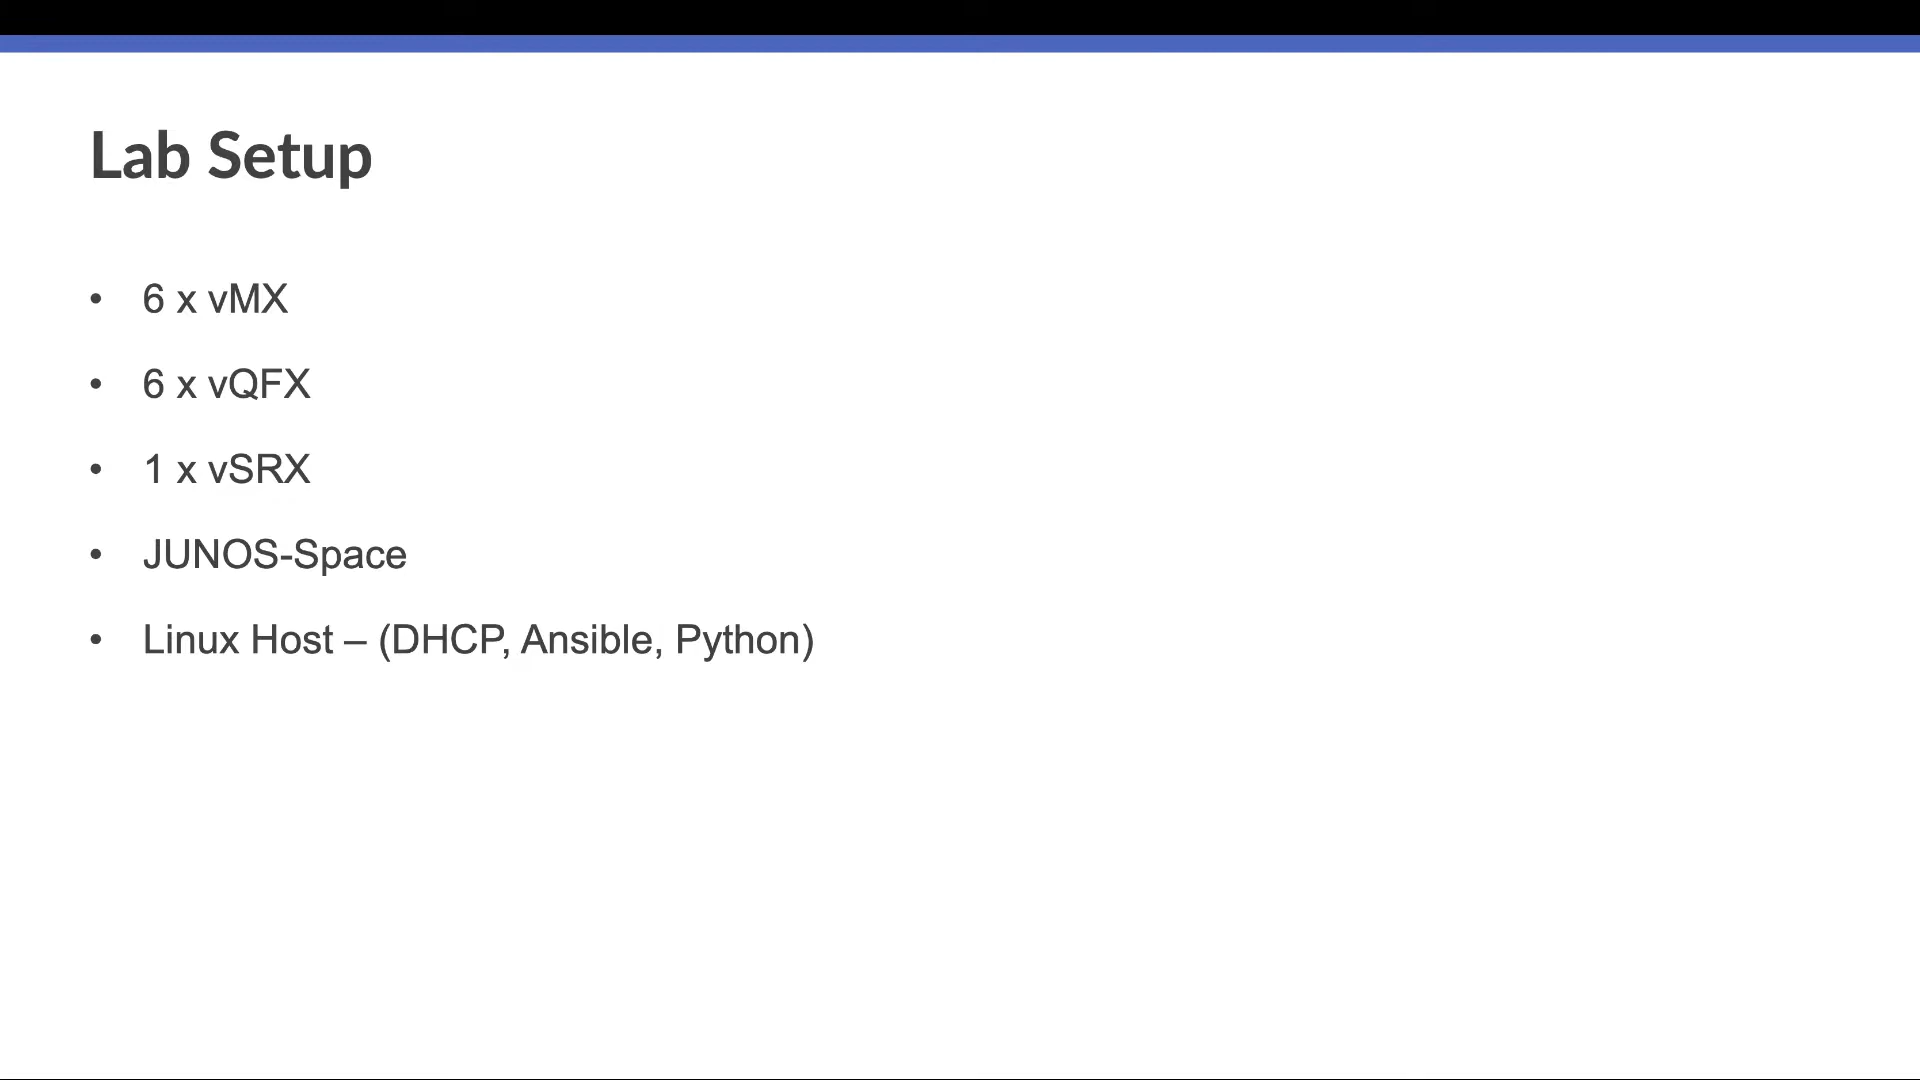 Lab Setup
• 6 x vMX
• 6 x vQFX
• 1 x vSRX
• JUNOS-Space
• Linux Host – (DHCP, Ansible, Python)